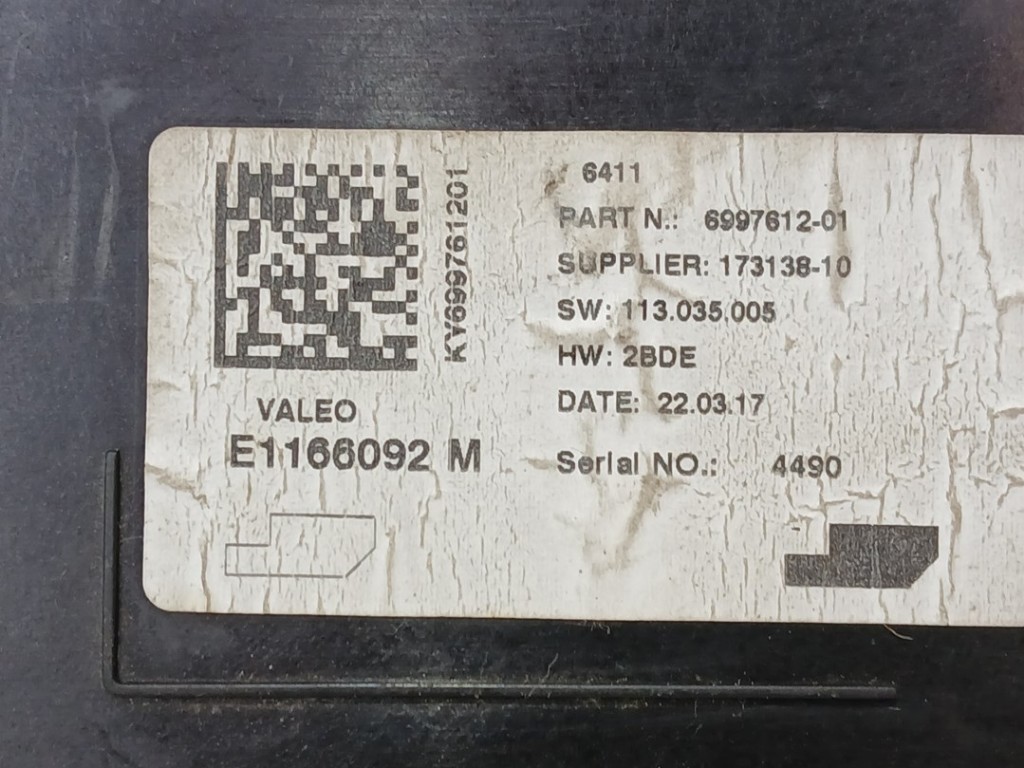 KY699761201
VALEO
E1166092 M
6411
PART N.: 6997612-01
SUPPLIER: 173138-10
SW: 113.035.005
HW: 2BDE
DATE: 22.03.17
Serial NO.: 4490